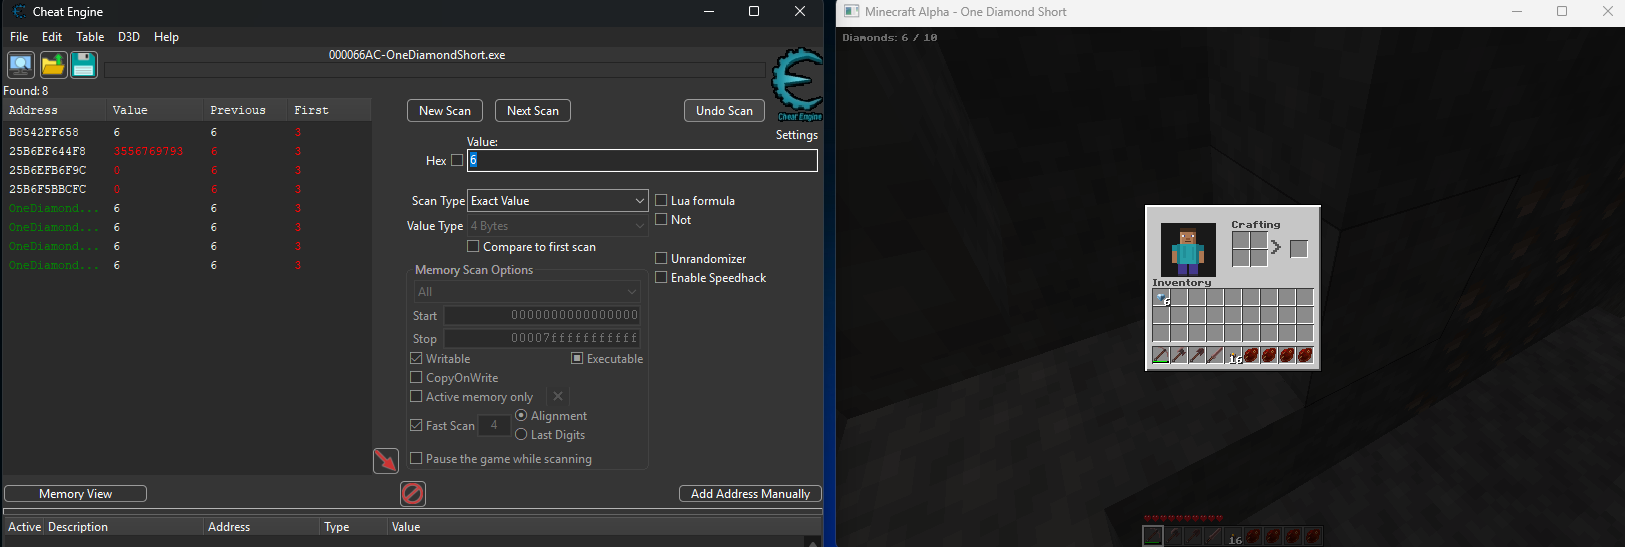 Cheat Engine
File Edit Table D3D Help
000066AC-OneDiamondShort.exe
Cheat Engine
Settings
Found: 8
Address Value Previous First
B8542FF658 6 6 3
25B6EF644F8 3556769793 6 3
25B6EFB6F9C 0 6 3
25B6F5BBCFC 0 6 3
OneDiamond... 6 6 3
OneDiamond... 6 6 3
OneDiamond... 6 6 3
OneDiamond... 6 6 3
New Scan Next Scan Undo Scan
Value:
Hex 6
Scan Type Exact Value
Lua formula
Value Type 4 Bytes
Not
Compare to first scan
Unrandomizer
Enable Speedhack
Memory Scan Options
All
Start 0000000000000000
Stop 00007fffffffffff
Writable Executable
CopyOnWrite
Active memory only
Fast Scan 4 Alignment
Last Digits
Pause the game while scanning
Memory View
Add Address Manually
Active Description Address Type Value
Minecraft Alpha - One Diamond Short
Diamonds: 6 / 10
Crafting
Inventory
6
16
16